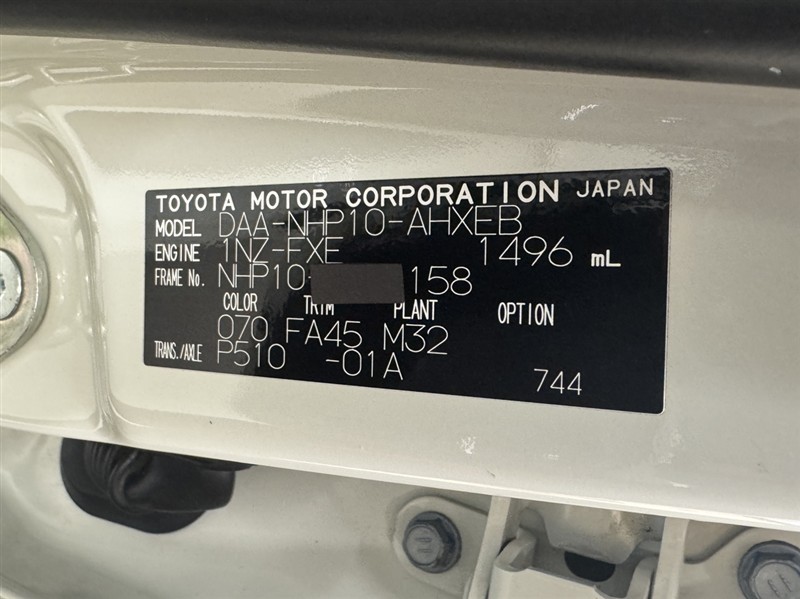 TOYOTA MOTOR CORPORATION JAPAN
MODEL DAA-NHP10-AHXEB
ENGINE 1NZ-FXE 1496 mL
FRAME No. NHP10- 158
COLOR TRIM PLANT OPTION
070 FA45 M32
TRANS./AXLE P510 -01A
744